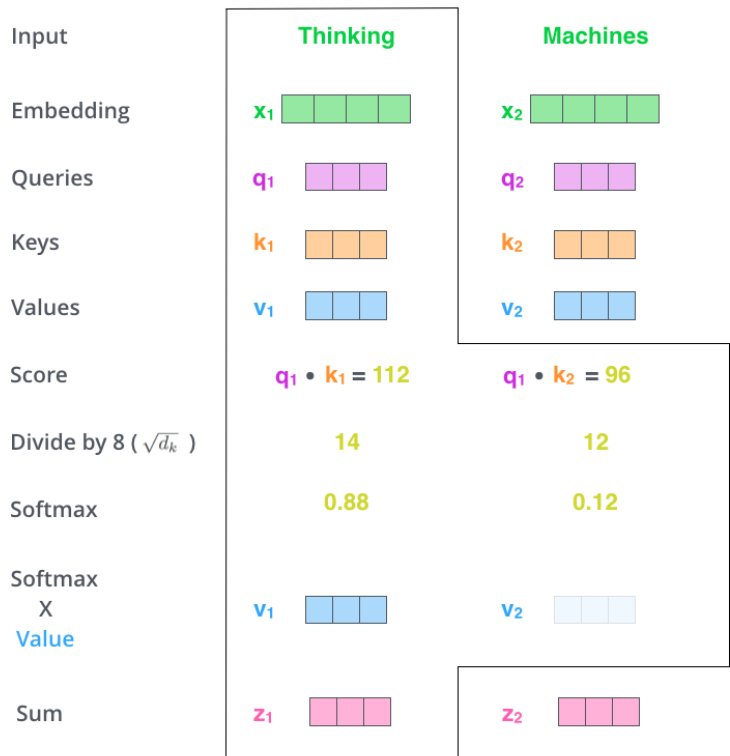 Input Thinking Machines
Embedding x₁ x₂
Queries q₁ q₂
Keys k₁ k₂
Values v₁ v₂
Score q₁ • k₁ = 112 q₁ • k₂ = 96
Divide by 8 ( √dₖ ) 14 12
Softmax 0.88 0.12
Softmax
X
Value
v₁ v₂
Sum z₁ z₂